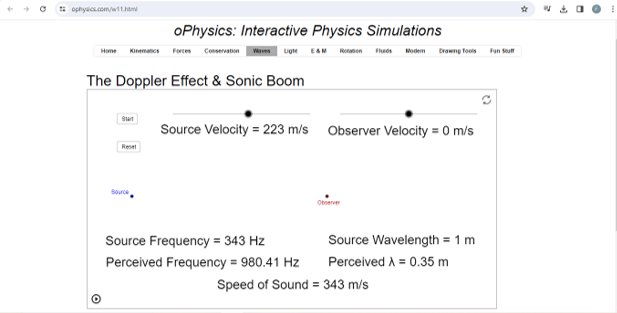 ophysics.com/w11.html
oPhysics: Interactive Physics Simulations
Home Kinematics Forces Conservation Waves Light E & M Rotation Fluids Modern Drawing Tools Fun Stuff
The Doppler Effect & Sonic Boom
Start
Source Velocity = 223 m/s Observer Velocity = 0 m/s
Reset
Source
Observer
Source Frequency = 343 Hz Source Wavelength = 1 m
Perceived Frequency = 980.41 Hz Perceived λ = 0.35 m
Speed of Sound = 343 m/s